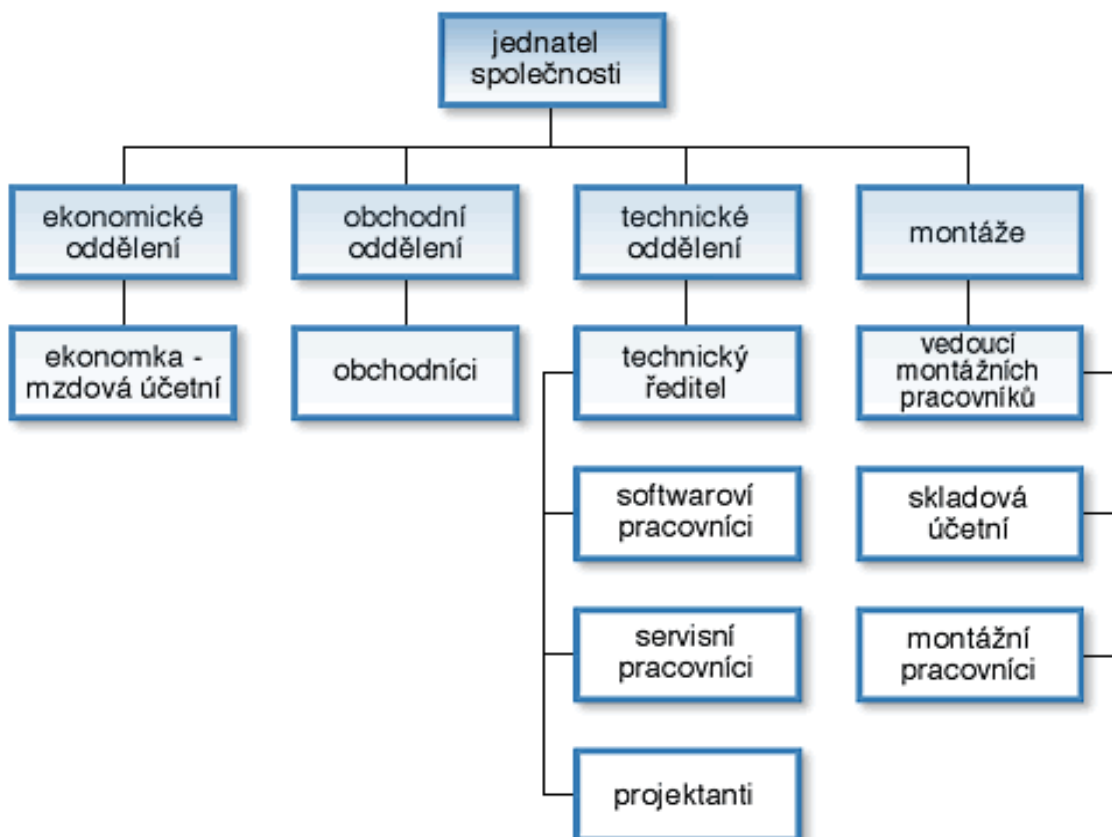 jednatel
společnosti
ekonomické
oddělení
obchodní
oddělení
technické
oddělení
montáže
ekonomka -
mzdová účetní
obchodníci
technický
ředitel
vedoucí
montážních
pracovníků
softwaroví
pracovníci
skladová
účetní
servisní
pracovníci
montážní
pracovníci
projektanti